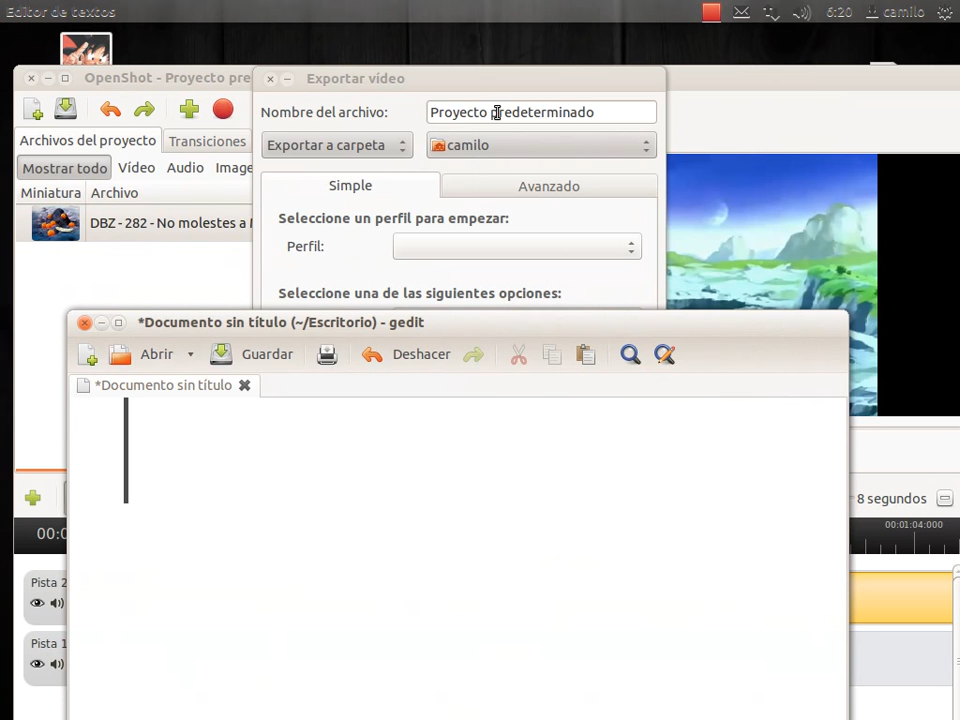 Editor de textos
6:20
camilo
OpenShot - Proyecto pre
Exportar vídeo
Nombre del archivo:
Proyecto predeterminado
Archivos del proyecto
Transiciones
Exportar a carpeta
camilo
Mostrar todo
Vídeo
Audio
Image
Simple
Avanzado
Miniatura
Archivo
Seleccione un perfil para empezar:
DBZ - 282 - No molestes a
Perfil:
Seleccione una de las siguientes opciones:
*Documento sin título (~/Escritorio) - gedit
Abrir
Guardar
Deshacer
*Documento sin título
8 segundos
00:
00:01:04:000
Pista 2
Pista 1